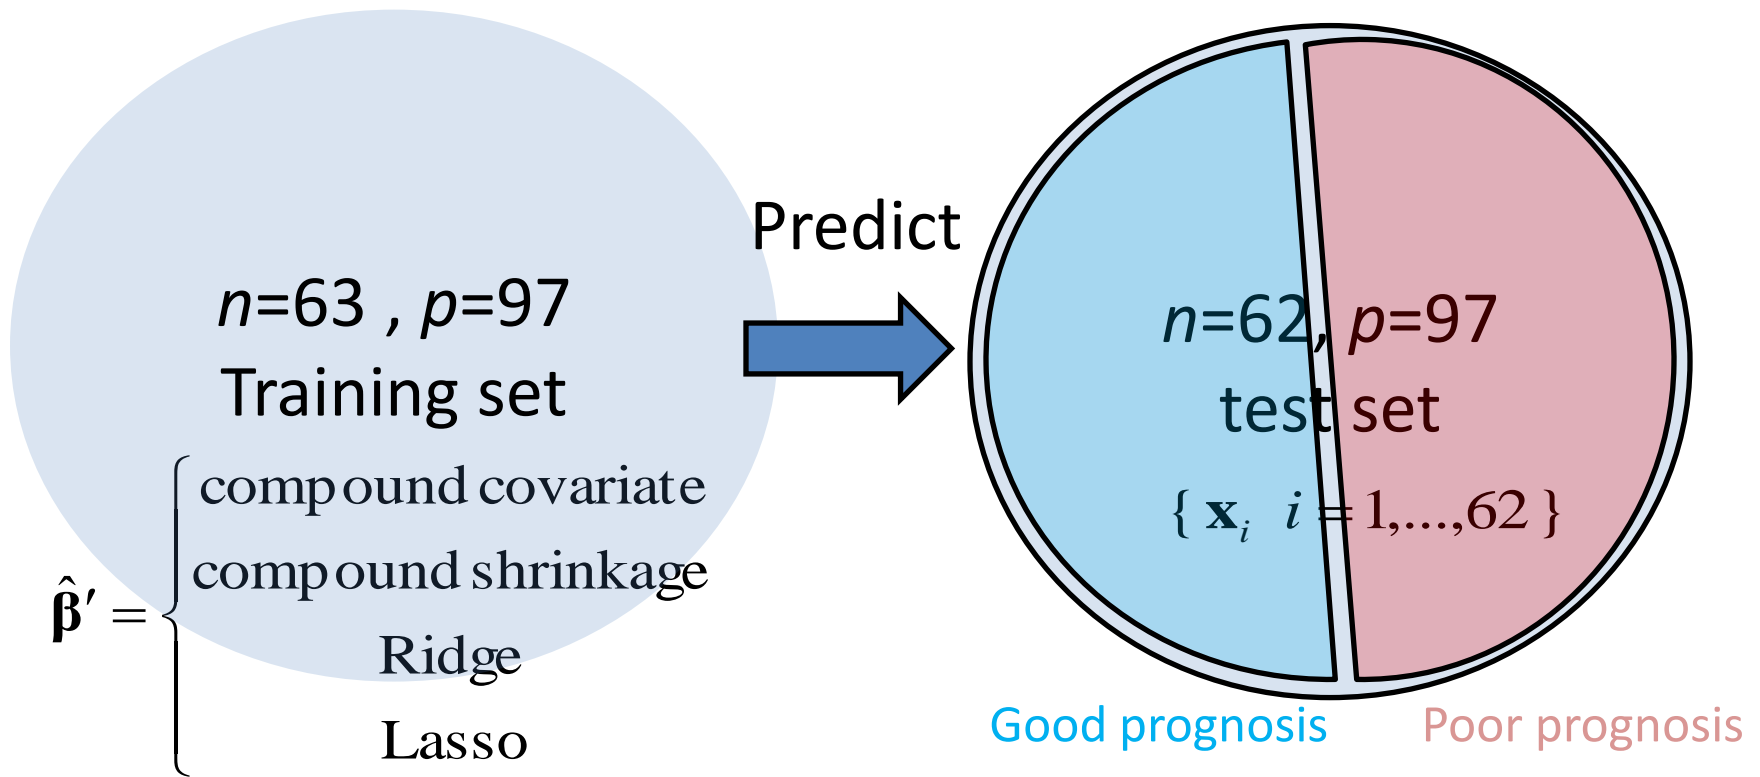 n=63 , p=97
Training set
compound covariate
compound shrinkage
β̂′ =
Ridge
Lasso
Predict
n=62, p=97
test set
{ xᵢ i = 1,...,62 }
Good prognosis
Poor prognosis